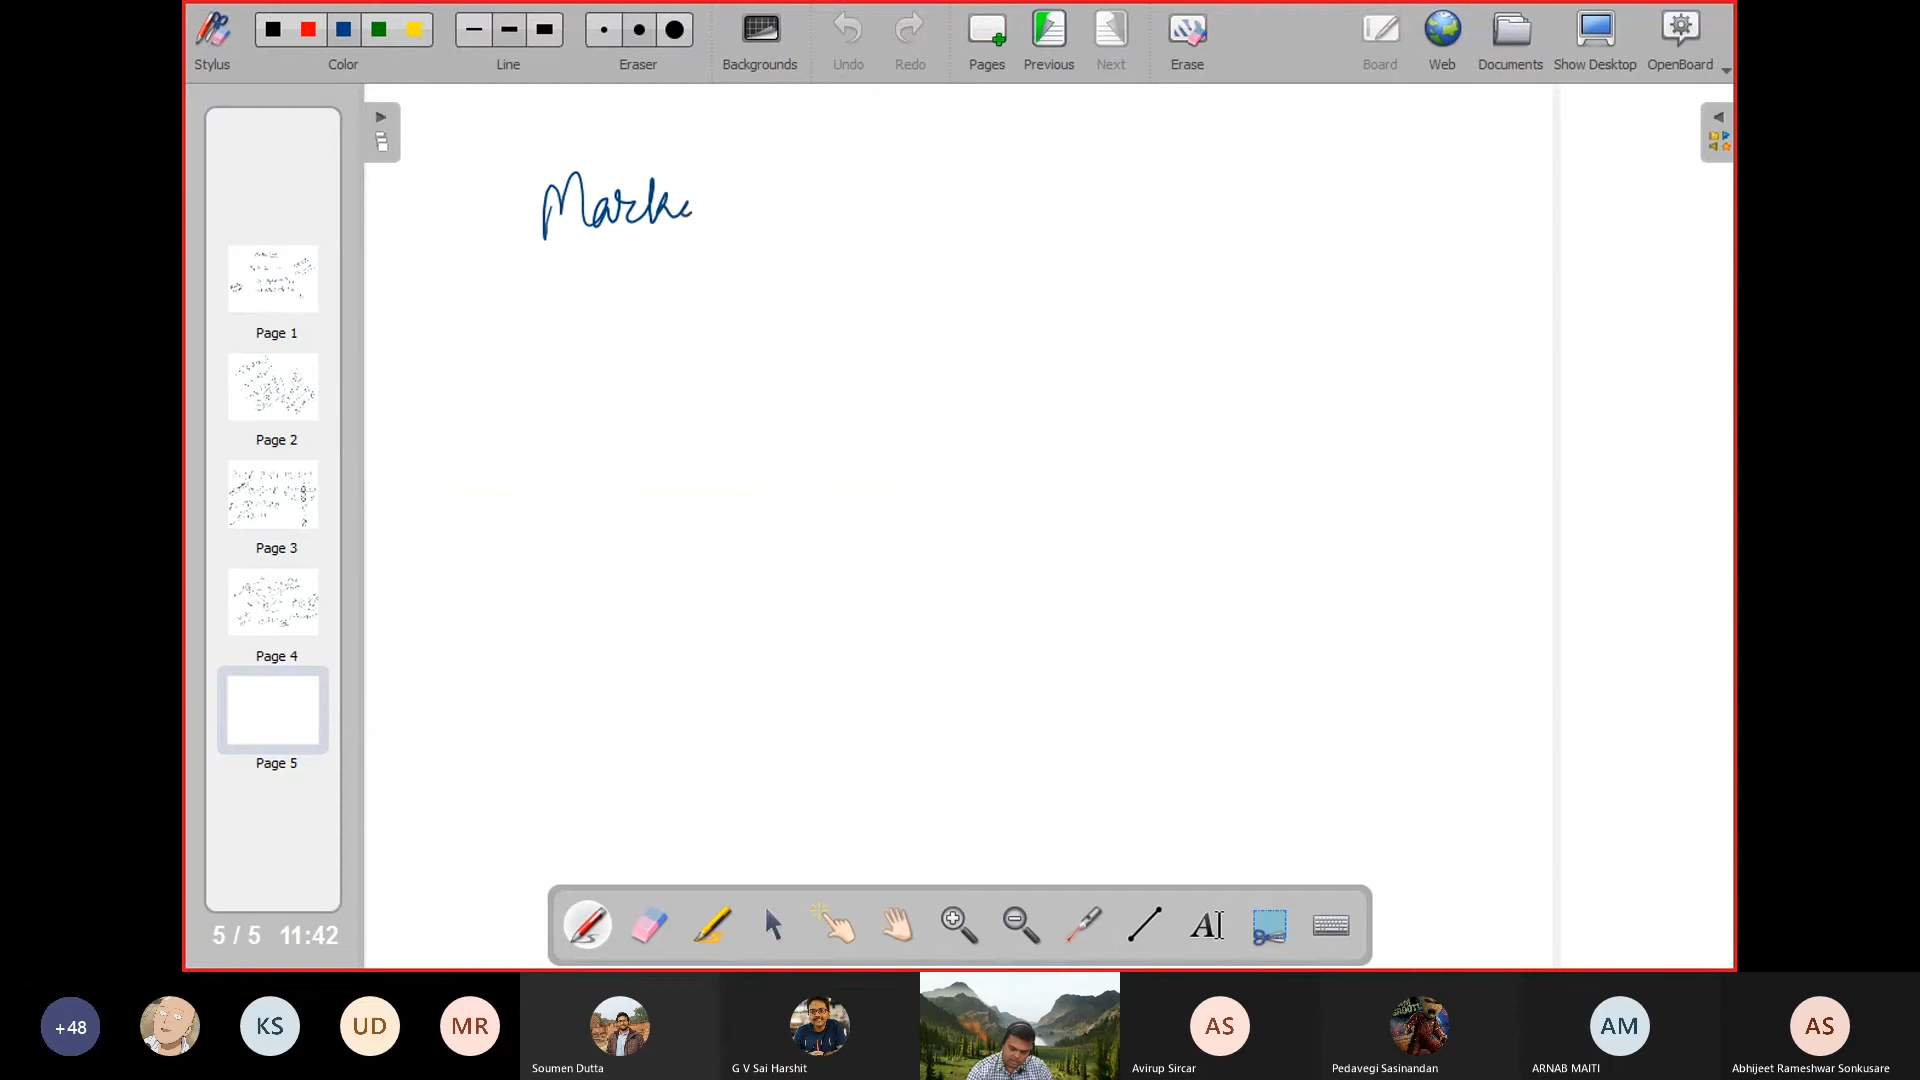 Stylus
Color
Line
Eraser
Backgrounds
Undo
Redo
Pages
Previous
Next
Erase
Board
Web
Documents
Show Desktop
OpenBoard
Marke
Page 1
Page 2
Page 3
Page 4
Page 5
5 / 5 11:42
+48
KS
UD
MR
Soumen Dutta
G V Sai Harshit
AS
Avirup Sircar
Pedavegi Sasinandan
AM
ARNAB MAITI
AS
Abhijeet Rameshwar Sonkusare